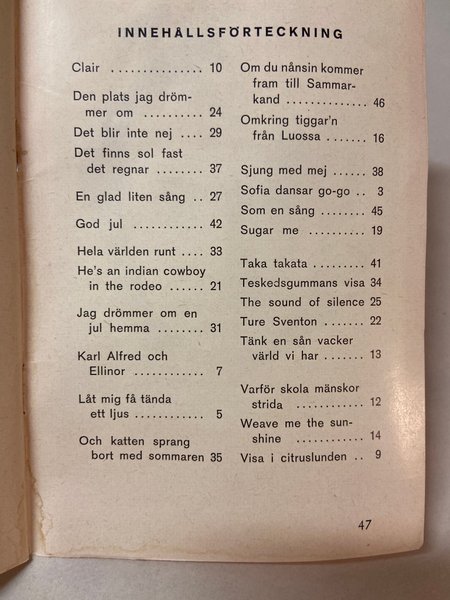 INNEHÅLLSFÖRTECKNING
Clair .............. 10
Den plats jag dröm-
mer om .......... 24
Det blir inte nej .... 29
Det finns sol fast
det regnar ........ 37
En glad liten sång .. 27
God jul ............ 42
Hela världen runt .. 33
He's an indian cowboy
in the rodeo ...... 21
Jag drömmer om en
jul hemma ........ 31
Karl Alfred och
Ellinor ............ 7
Låt mig få tända
ett ljus ............ 5
Och katten sprang
bort med sommaren 35
Om du nånsin kommer
fram till Sammar-
kand .............. 46
Omkring tiggar'n
från Luossa ........ 16
Sjung med mej ...... 38
Sofia dansar go-go .. 3
Som en sång ........ 45
Sugar me .......... 19
Taka takata ......... 41
Teskedsgummans visa 34
The sound of silence 25
Ture Sventon ........ 22
Tänk en sån vacker
värld vi har ........ 13
Varför skola mänskor
strida .............. 12
Weave me the sun-
shine .............. 14
Visa i citruslunden .. 9
47